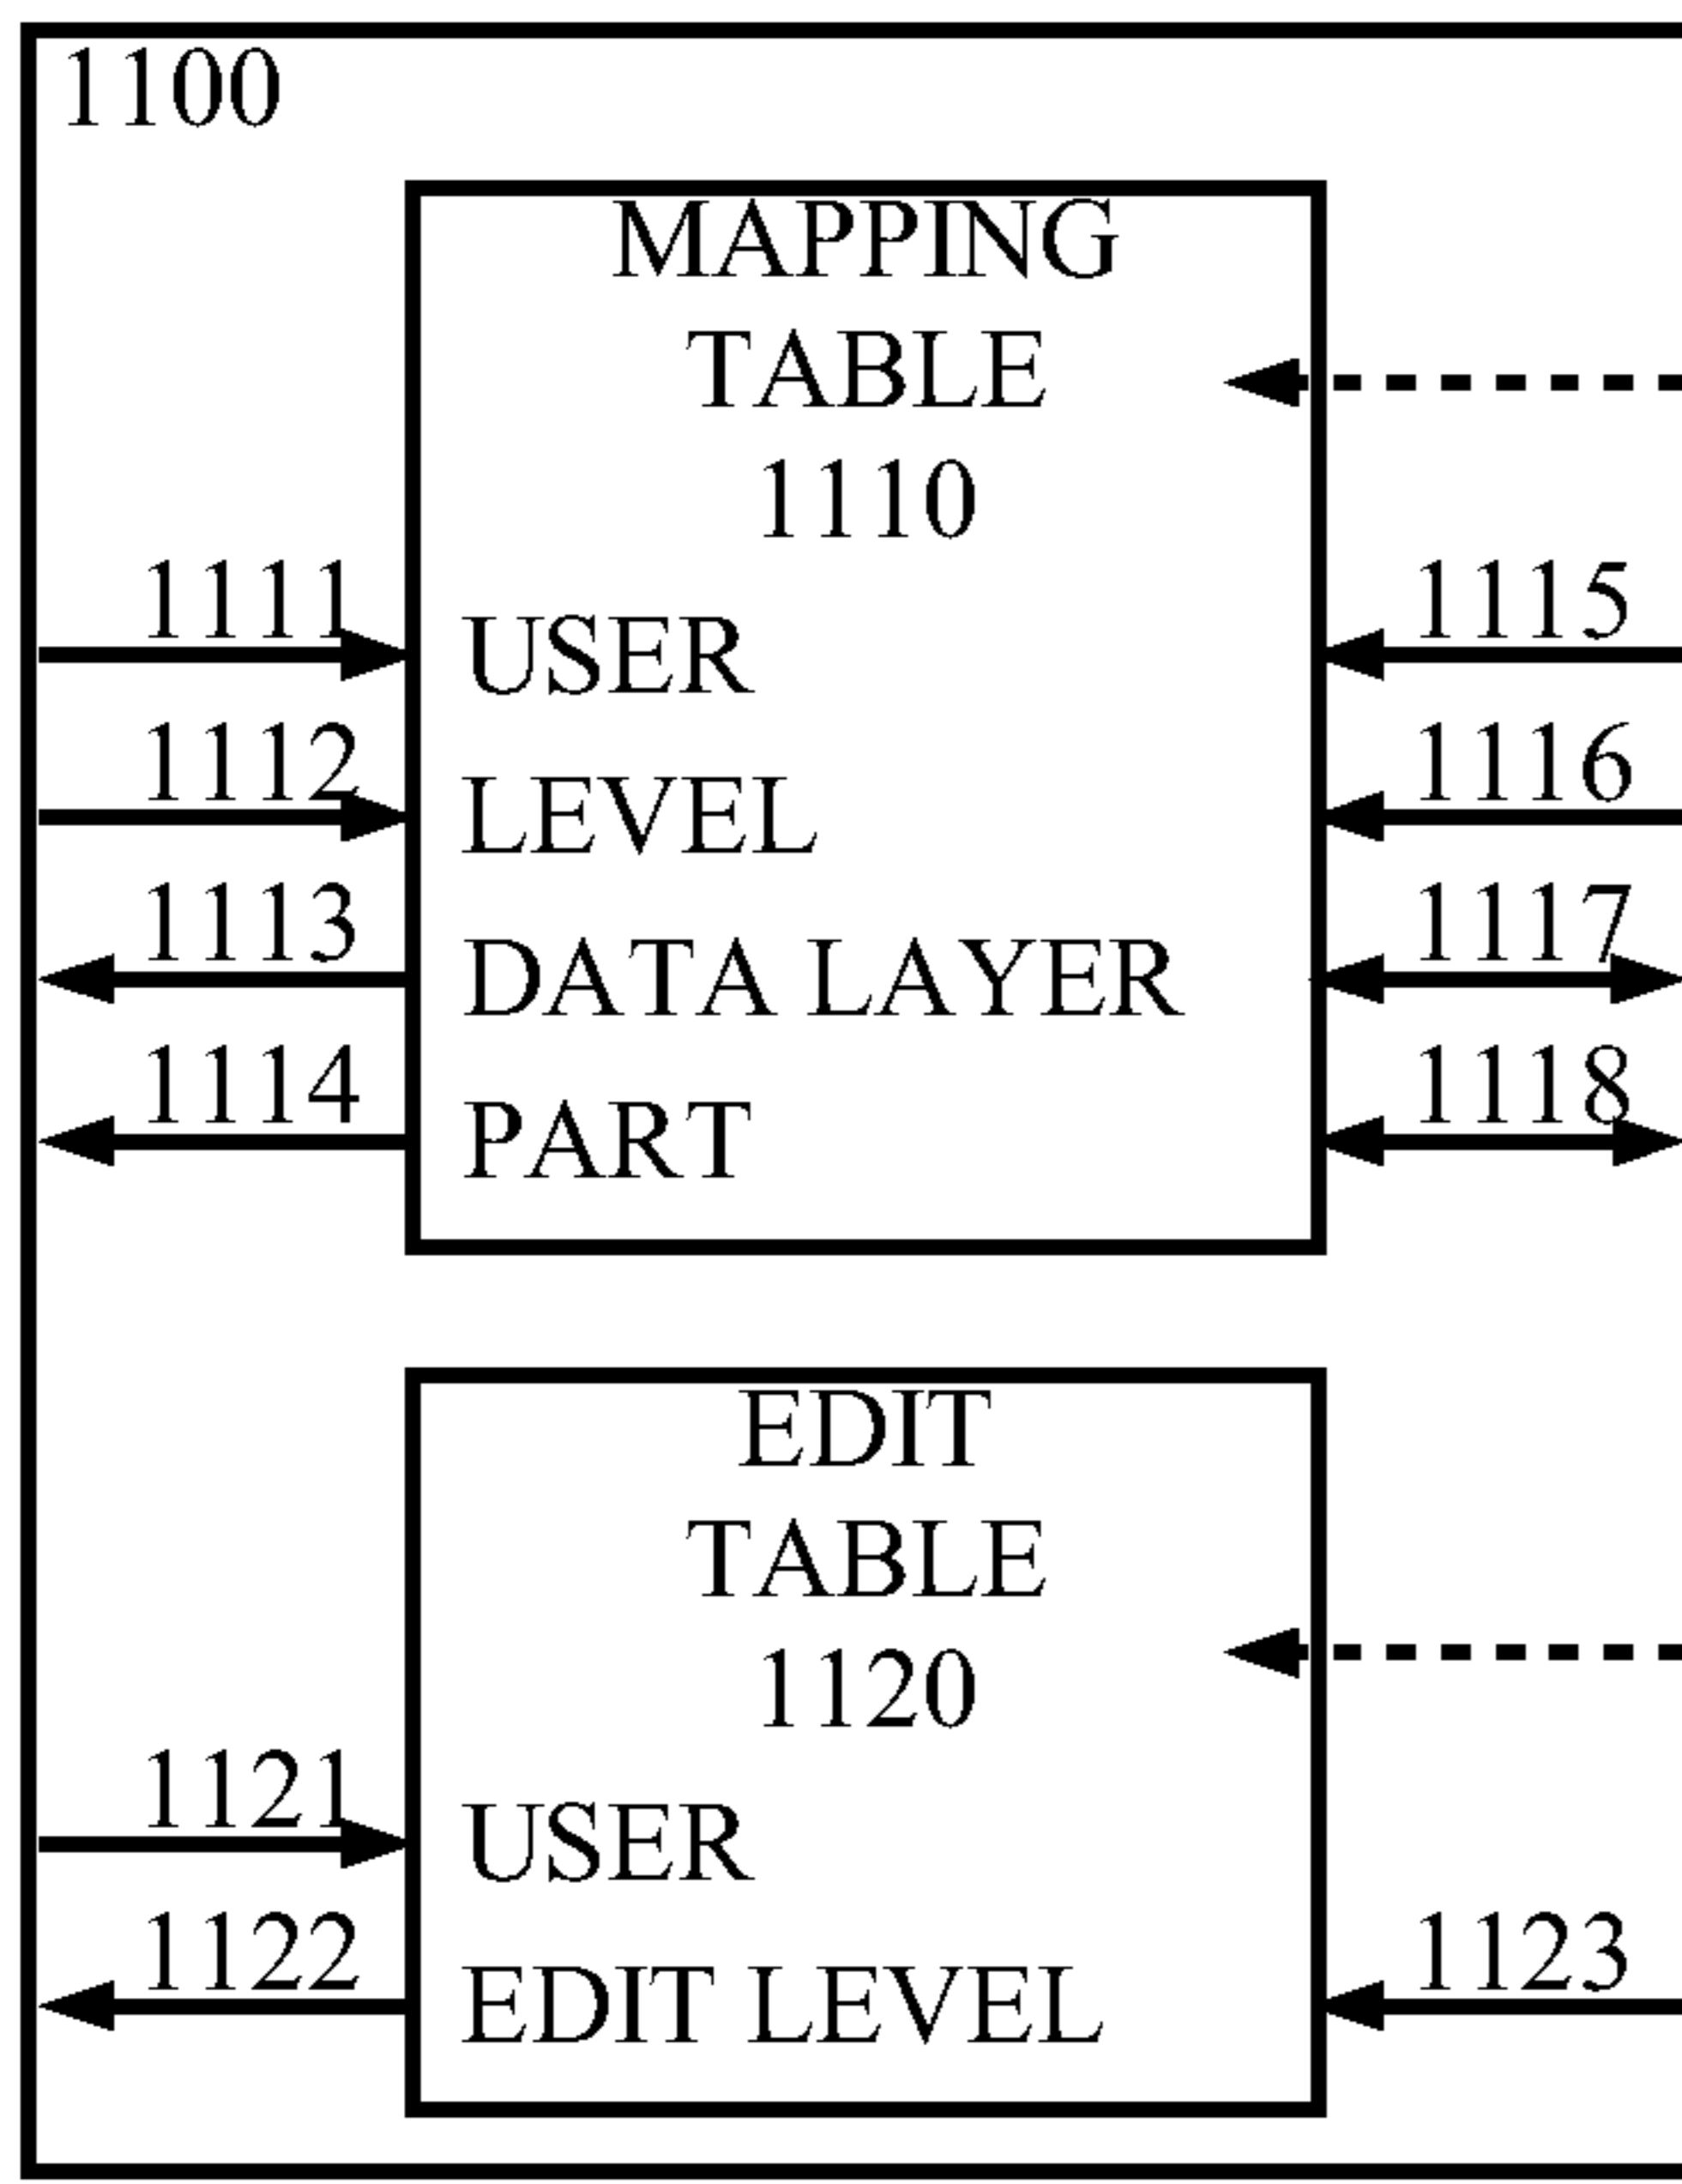 1100
MAPPING
TABLE
1110
1111 USER 1115
1112 LEVEL 1116
1113 DATA LAYER 1117
1114 PART 1118
EDIT
TABLE
1120
1121 USER
1122 EDIT LEVEL 1123